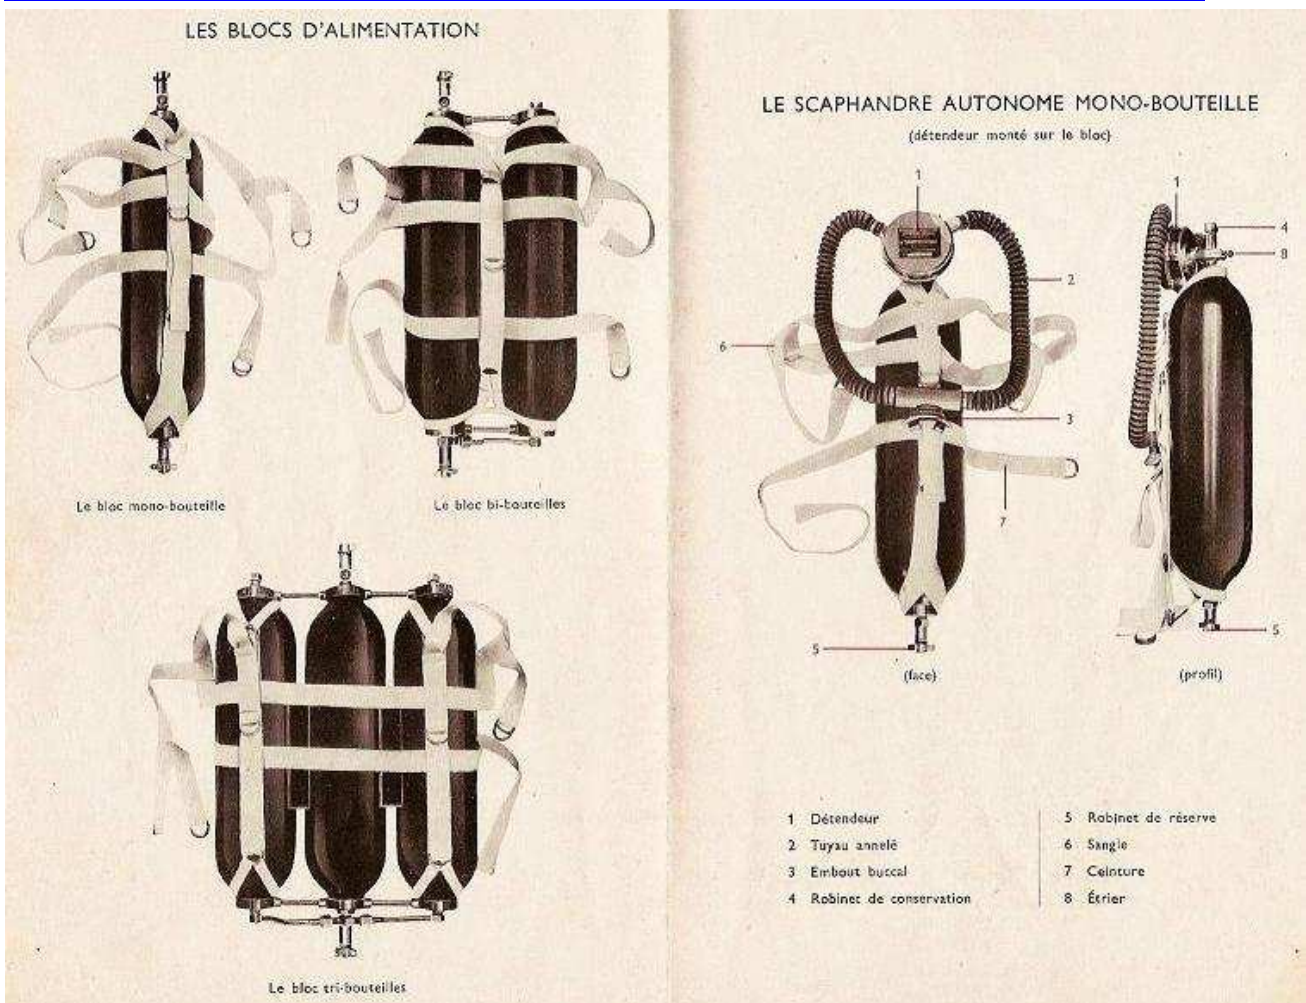 LES BLOCS D'ALIMENTATION
Le bloc mono-bouteille
Le bloc bi-bouteilles
Le bloc tri-bouteilles
LE SCAPHANDRE AUTONOME MONO-BOUTEILLE
(détendeur monté sur le bloc)
1
2
3
5
6
7
(face)
1
4
8
5
(profil)
1 Détendeur
2 Tuyau annelé
3 Embout buccal
4 Robinet de conservation
5 Robinet de réserve
6 Sangle
7 Ceinture
8 Étrier